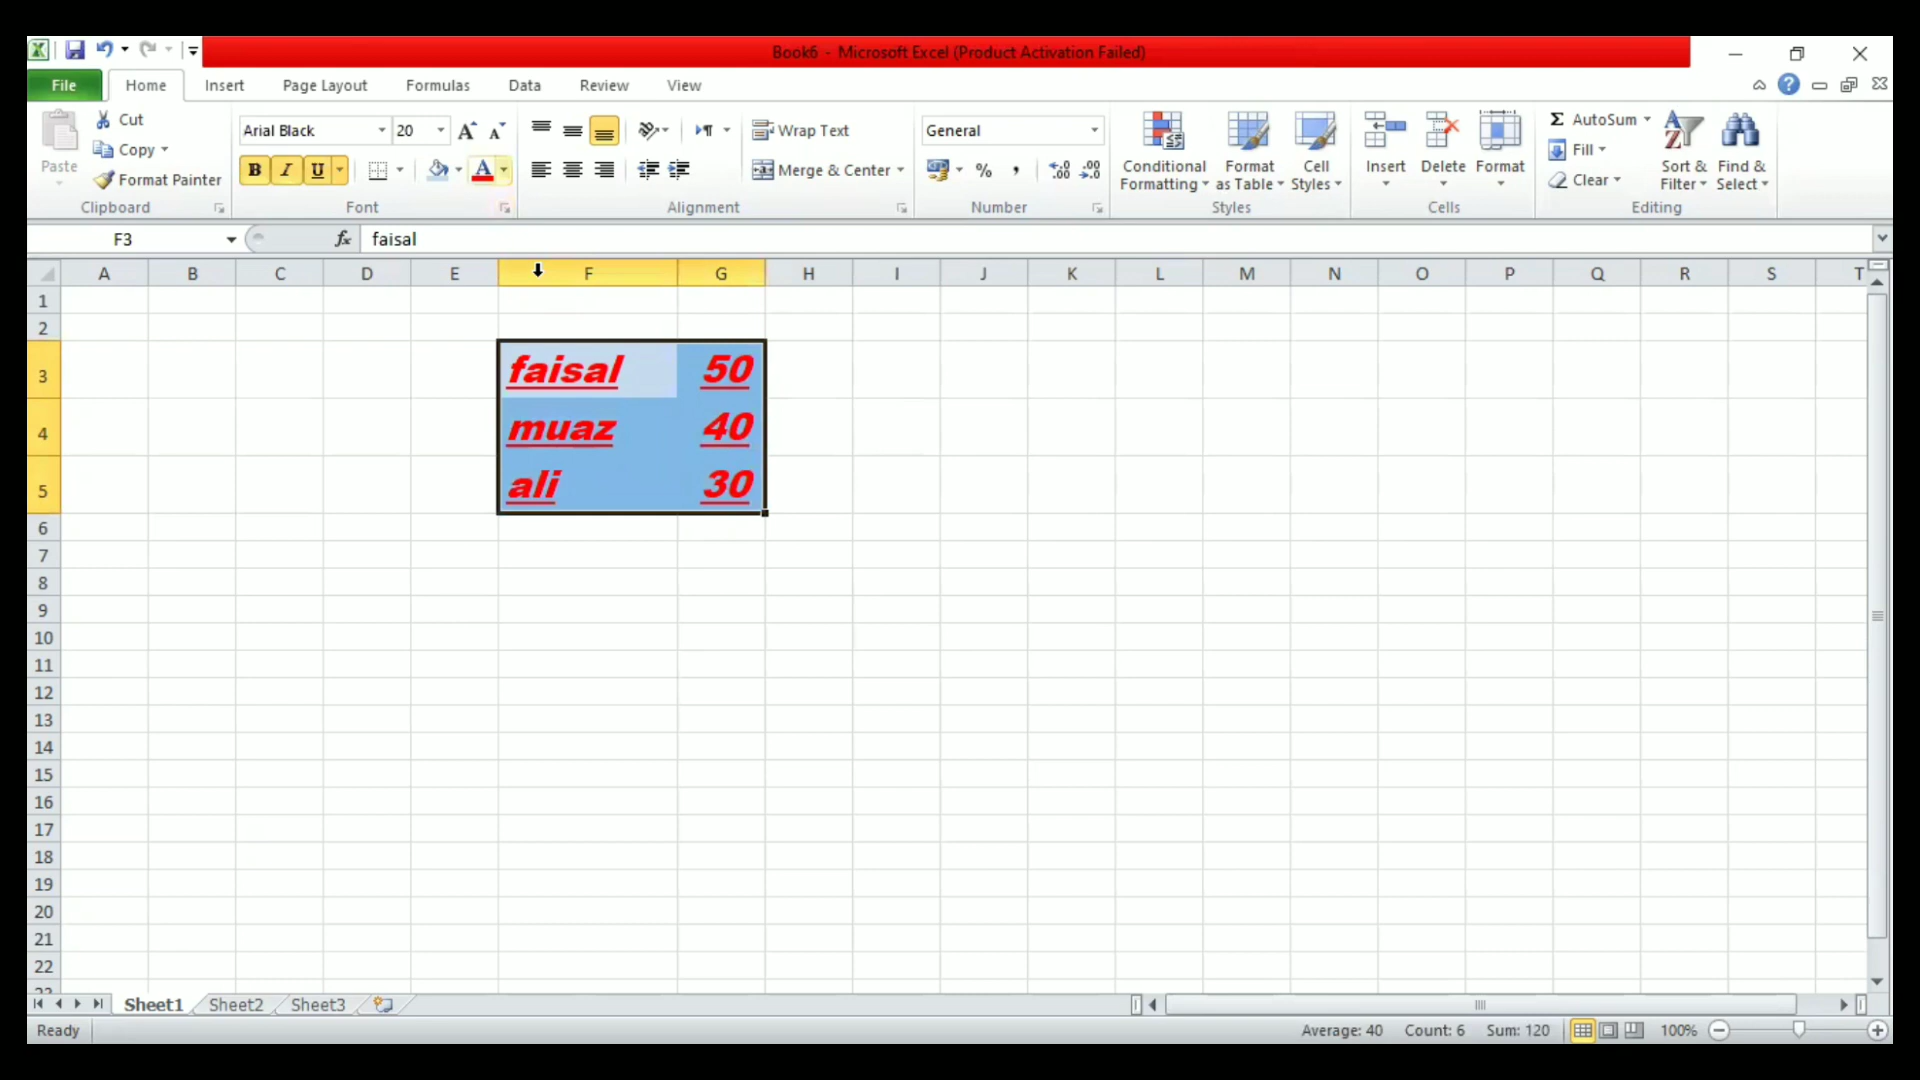 Book6 - Microsoft Excel (Product Activation Failed)
File Home Insert Page Layout Formulas Data Review View
Cut
Copy
Format Painter
Paste
Clipboard
Arial Black 20
B I U A
Font
Wrap Text
Merge & Center
Alignment
General
% ,
Number
Conditional Formatting
Format as Table
Cell Styles
Styles
Insert Delete Format
Cells
Σ AutoSum
Fill
Clear
Sort & Filter
Find & Select
Editing
F3 fx faisal
A B C D E F G H I J K L M N O P Q R S T
1
2
3 faisal 50
4 muaz 40
5 ali 30
6
7
8
9
10
11
12
13
14
15
16
17
18
19
20
21
22
Sheet1 Sheet2 Sheet3
Ready Average: 40 Count: 6 Sum: 120 100%